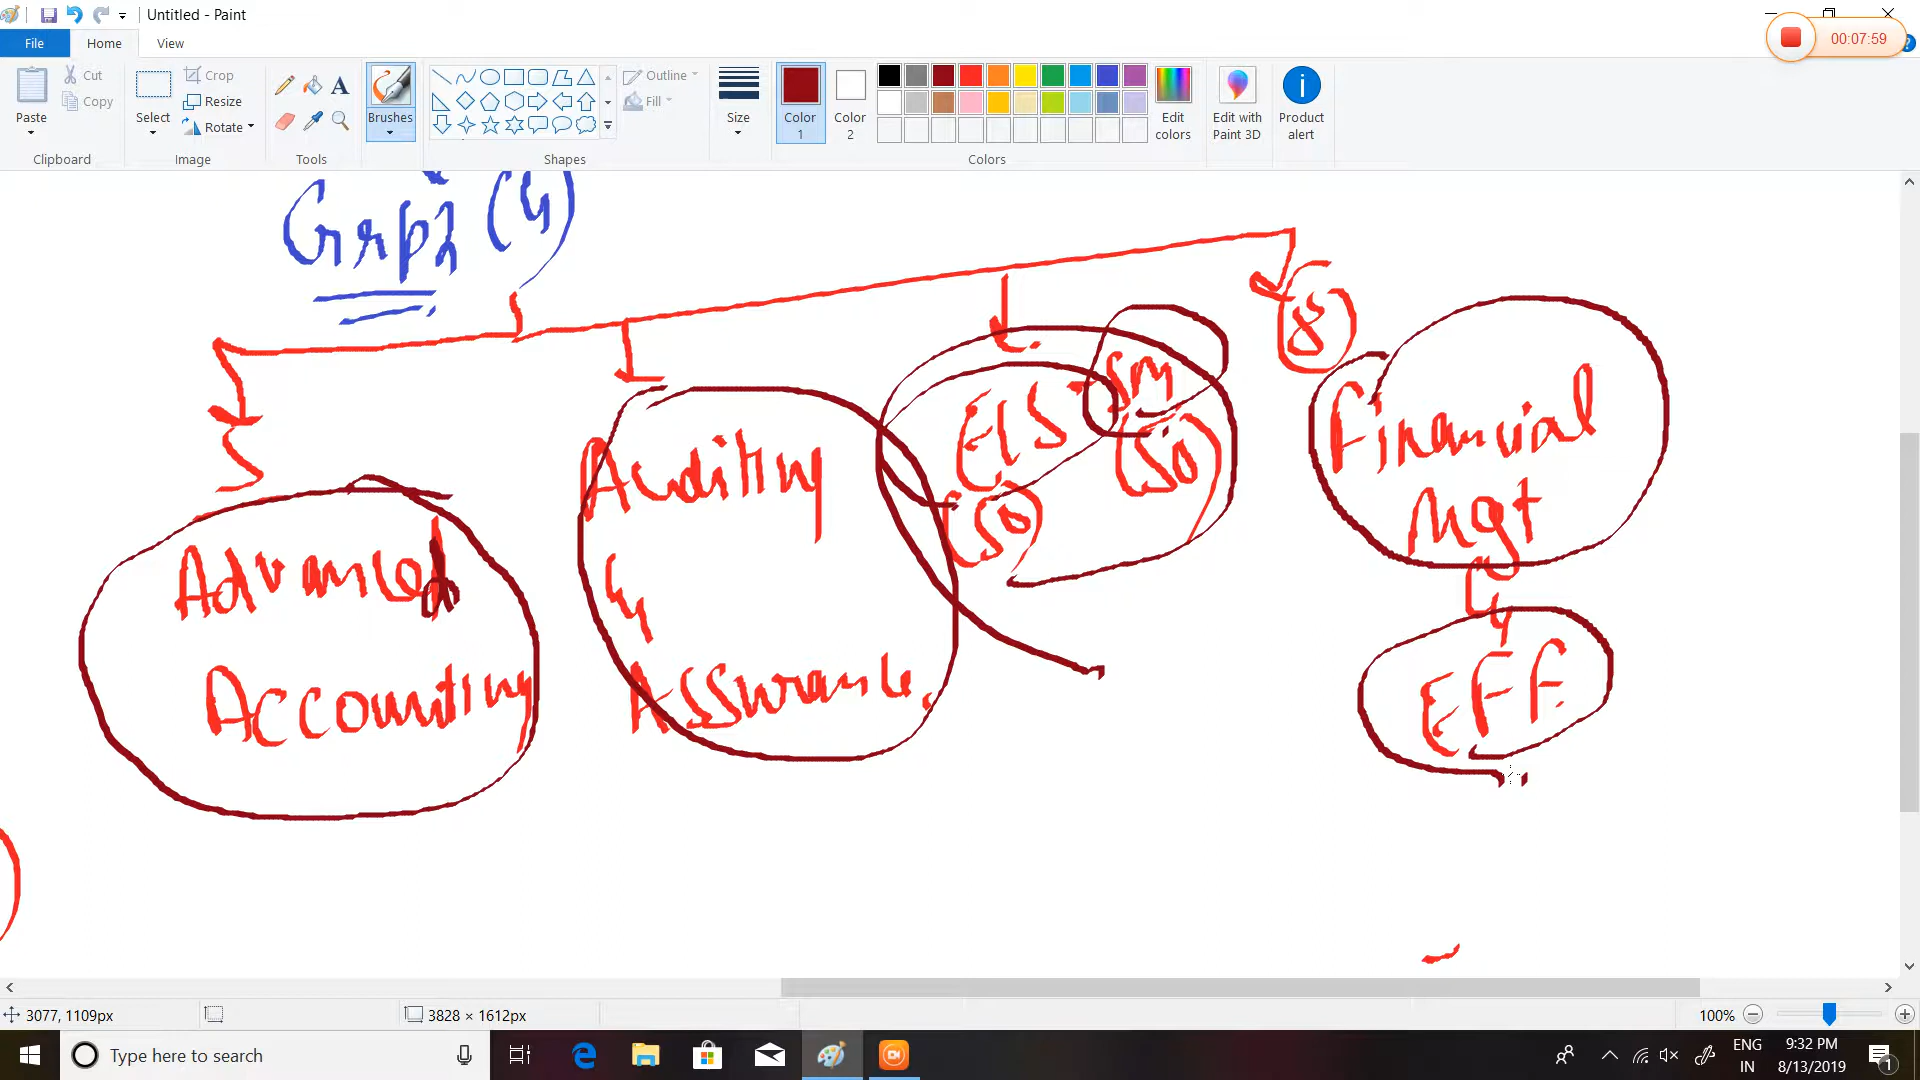 Untitled - Paint
00:07:59
File
Home
View
Cut
Copy
Paste
Clipboard
Select
Crop
Resize
Rotate
Image
Tools
Brushes
Outline
Fill
Shapes
Size
Color 1
Color 2
Edit colors
Colors
Edit with Paint 3D
Product alert
Grp2 (4)
5
8
Advanced
Accounting
Auditing
&
Assurance.
EIS - SM
(50)
(50)
Financial
Mgt
&
EFF.
3077, 1109px
3828 × 1612px
100%
Type here to search
ENG
IN
9:32 PM
8/13/2019
1